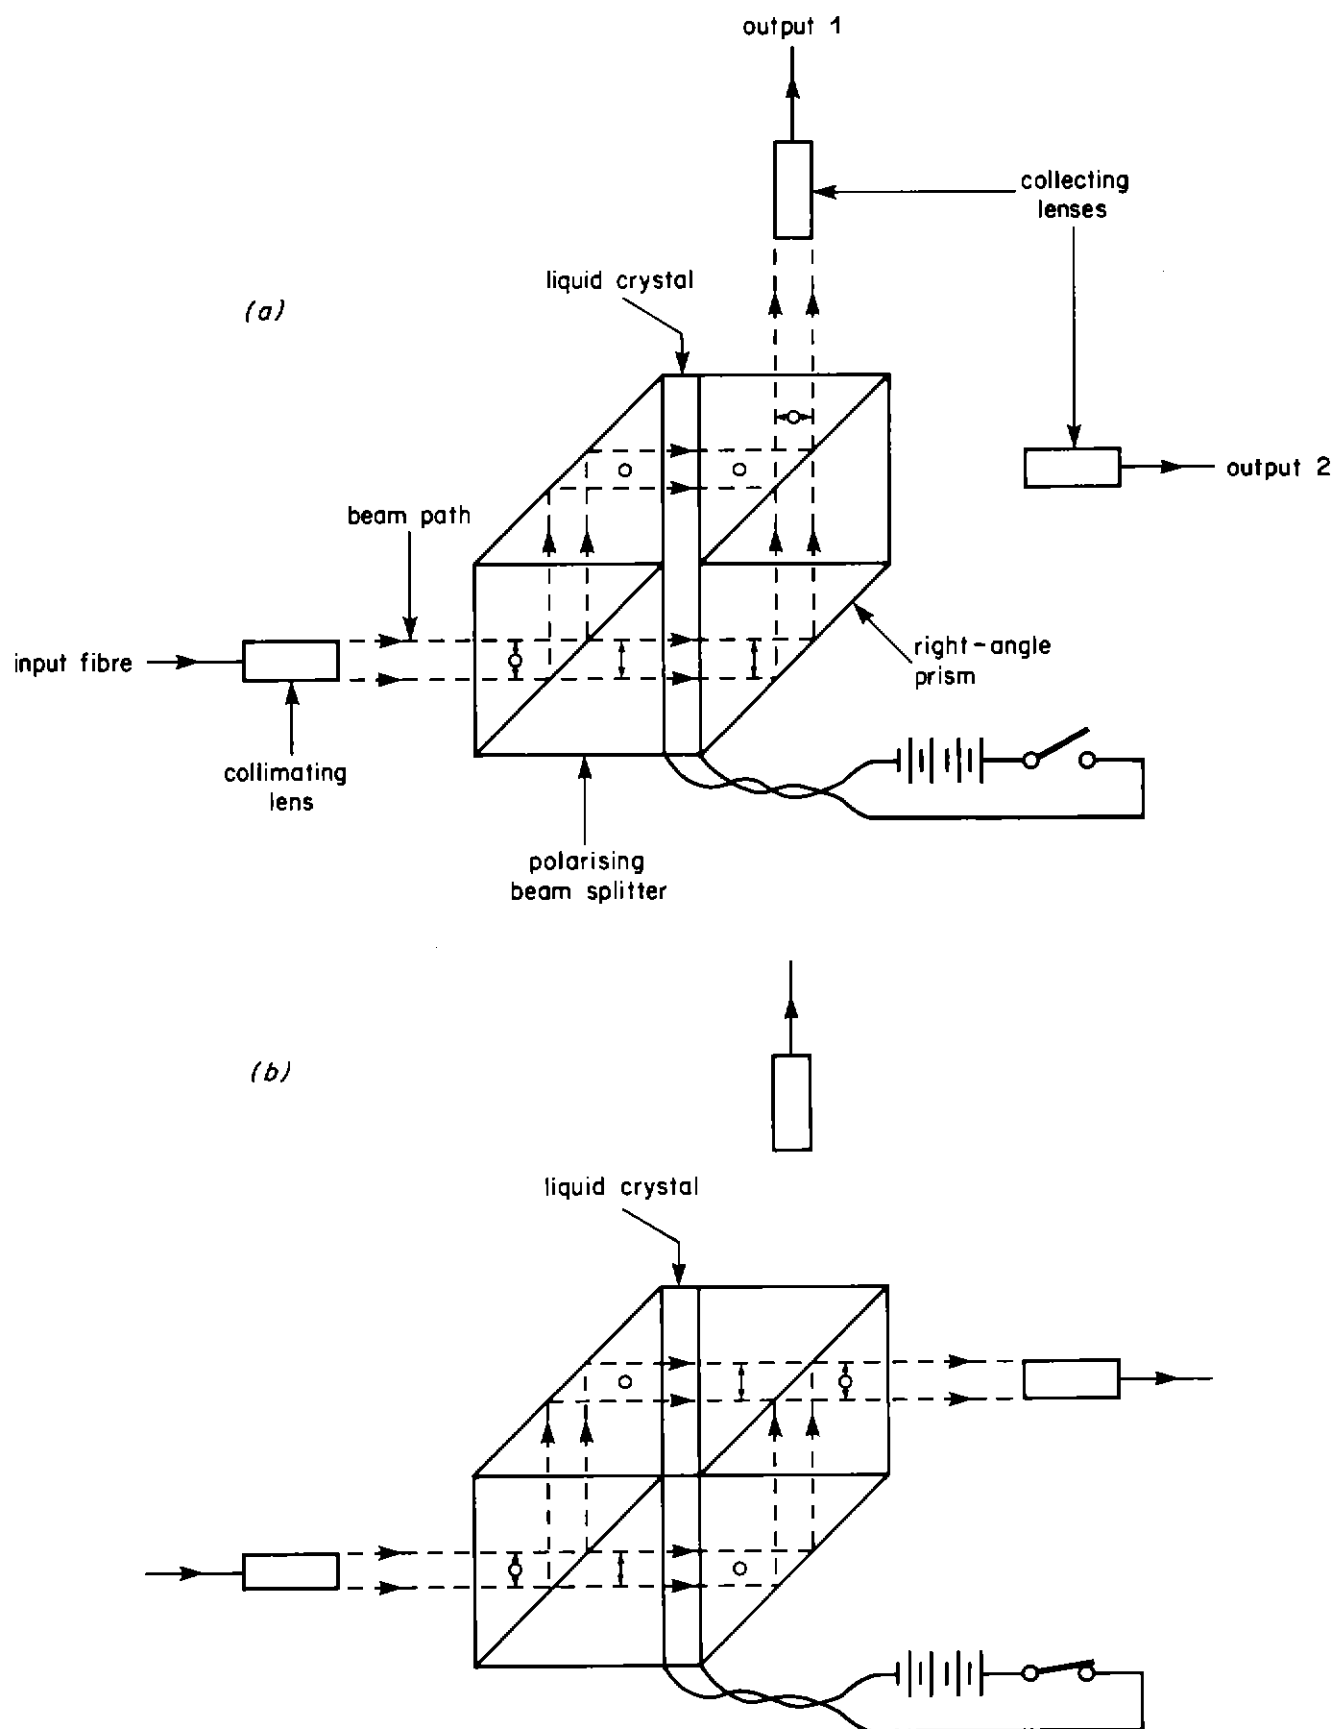 output 1
collecting
lenses
liquid crystal
(a)
output 2
beam path
input fibre
right-angle
prism
collimating
lens
polarising
beam splitter
(b)
liquid crystal